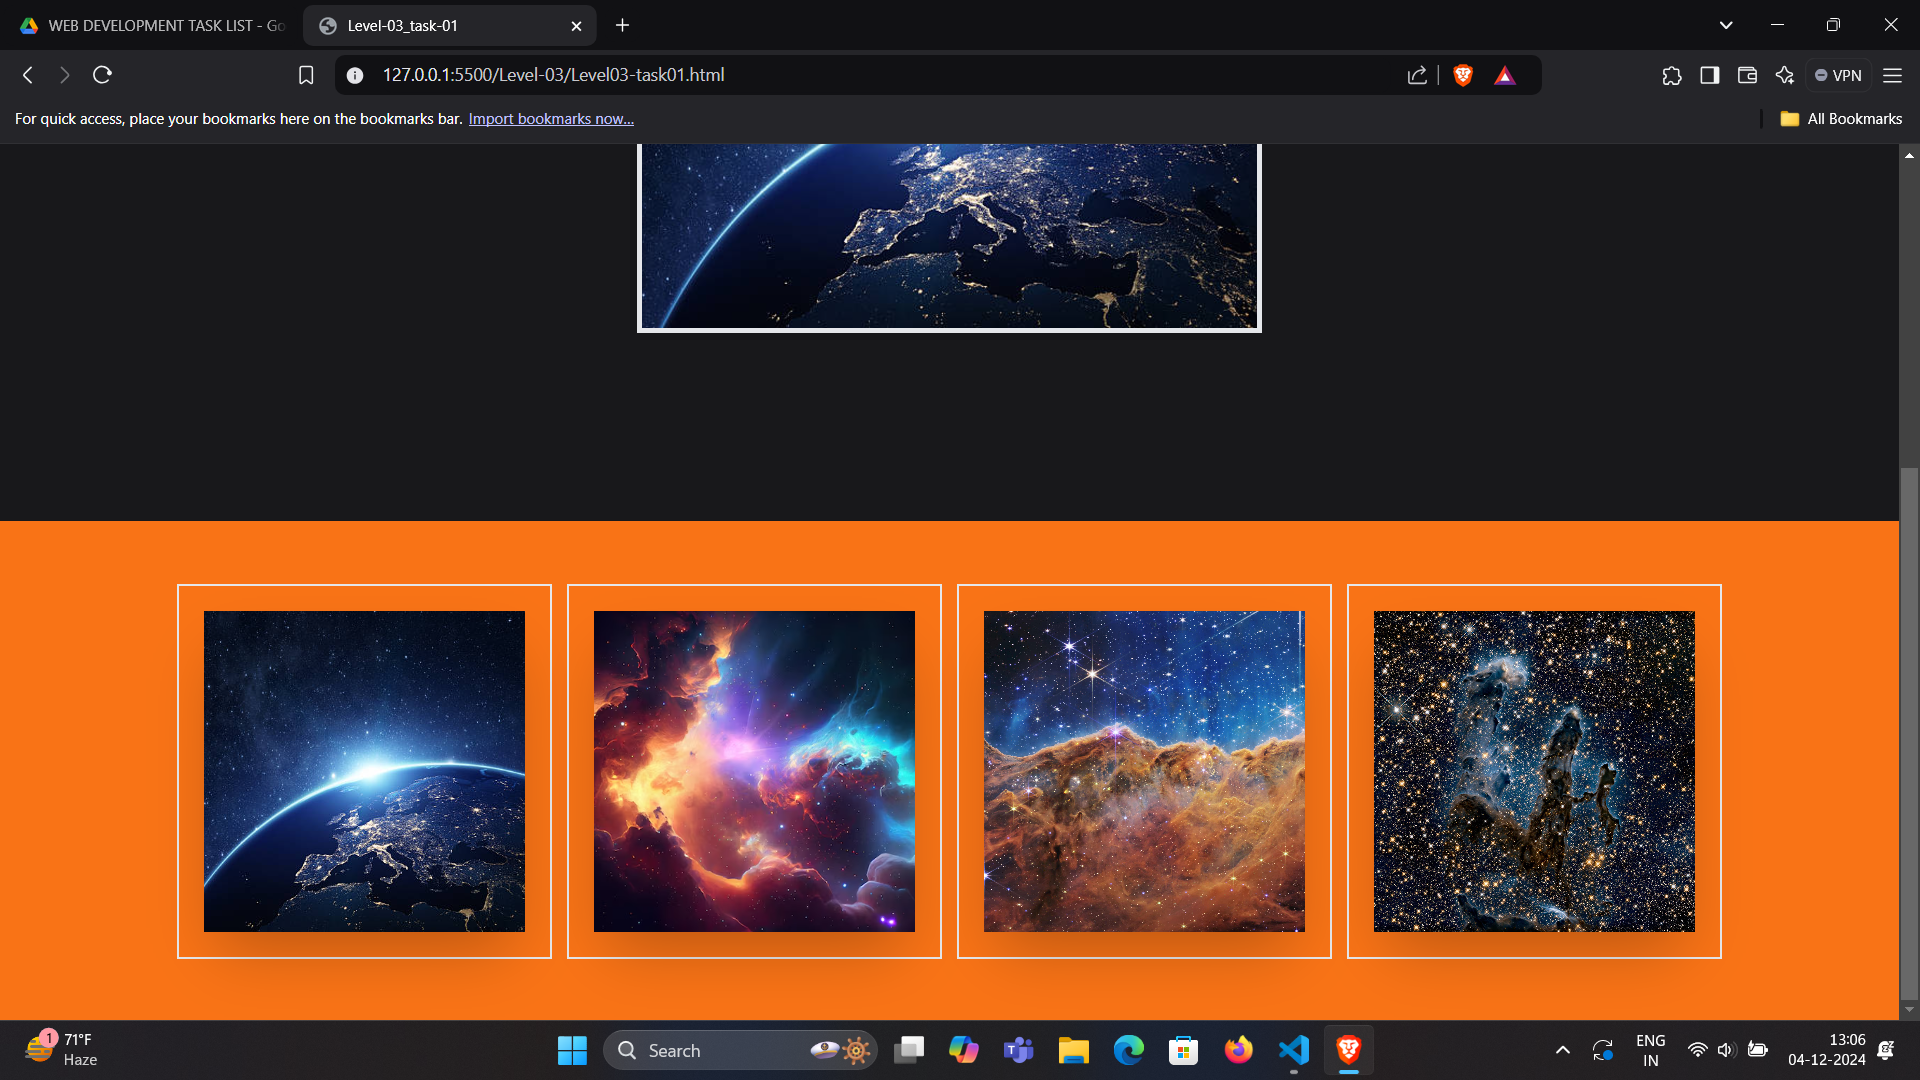 WEB DEVELOPMENT TASK LIST - Go
Level-03_task-01
127.0.0.1:5500/Level-03/Level03-task01.html
VPN
For quick access, place your bookmarks here on the bookmarks bar. Import bookmarks now...
All Bookmarks
1
71°F
Haze
Search
T
ENG
IN
13:06
04-12-2024